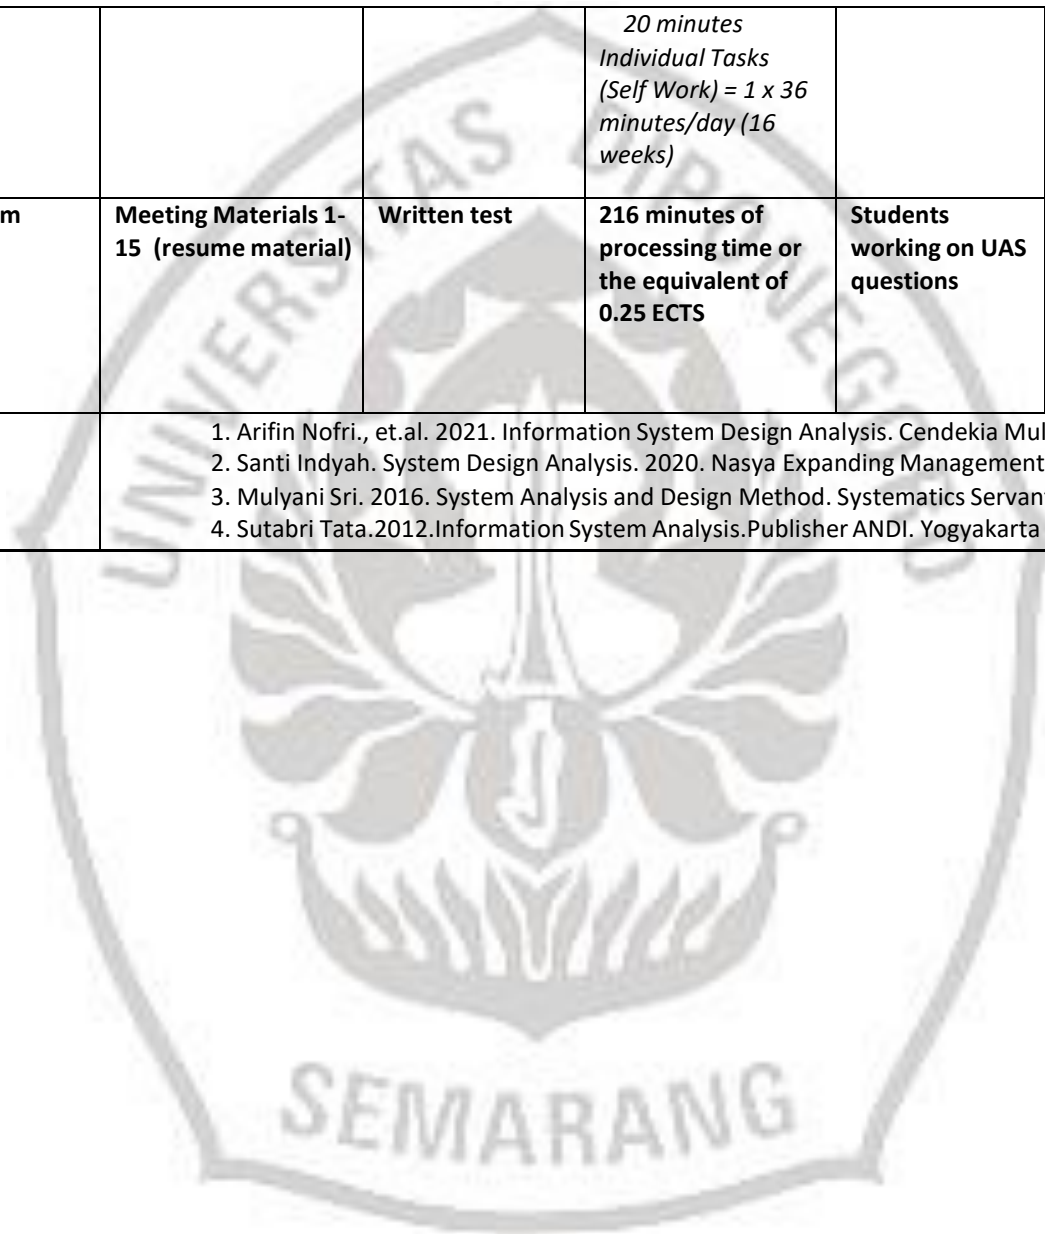 20 minutes
Individual Tasks
(Self Work) = 1 x 36
minutes/day (16
weeks)
m
Meeting Materials 1-
15 (resume material)
Written test
216 minutes of
processing time or
the equivalent of
0.25 ECTS
Students
working on UAS
questions
1. Arifin Nofri., et.al. 2021. Information System Design Analysis. Cendekia Mul
2. Santi Indyah. System Design Analysis. 2020. Nasya Expanding Management
3. Mulyani Sri. 2016. System Analysis and Design Method. Systematics Servan
4. Sutabri Tata.2012.Information System Analysis.Publisher ANDI. Yogyakarta
UNIVERSITAS DIPONEGORO
SEMARANG